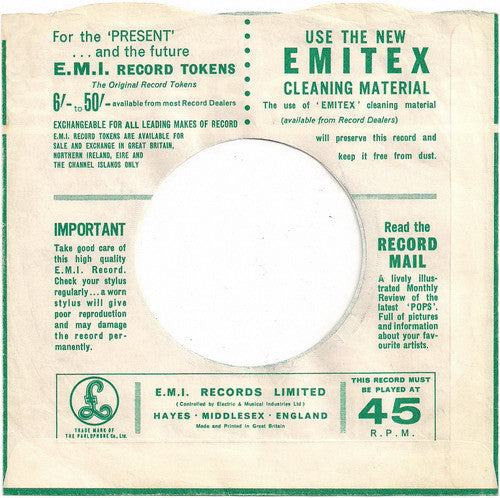 For the 'PRESENT'
...and the future
E.M.I. RECORD TOKENS
The Original Record Tokens
6/- to 50/- available from most Record Dealers
EXCHANGEABLE FOR ALL LEADING MAKES OF RECORD
E.M.I. RECORD TOKENS ARE AVAILABLE FOR
SALE AND EXCHANGE IN GREAT BRITAIN,
NORTHERN IRELAND, EIRE AND
THE CHANNEL ISLANDS ONLY
USE THE NEW
EMITEX
CLEANING MATERIAL
The use of 'EMITEX' cleaning material
(available from Record Dealers)
will preserve this record and
keep it free from dust.
IMPORTANT
Take good care of
this high quality
E.M.I. Record.
Check your stylus
regularly...a worn
stylus will give
poor reproduction
and may damage
the record per-
manently.
Read the
RECORD
MAIL
A lively illus-
trated Monthly
Review of the
latest 'POPS'.
Full of pictures
and information
about your fav-
ourite artists.
£
TRADE MARK OF
THE PARLOPHONE Co., Ltd.
E.M.I. RECORDS LIMITED
(Controlled by Electric & Musical Industries Ltd.)
HAYES · MIDDLESEX · ENGLAND
Made and Printed in Great Britain
THIS RECORD MUST
BE PLAYED AT
45
R.P.M.